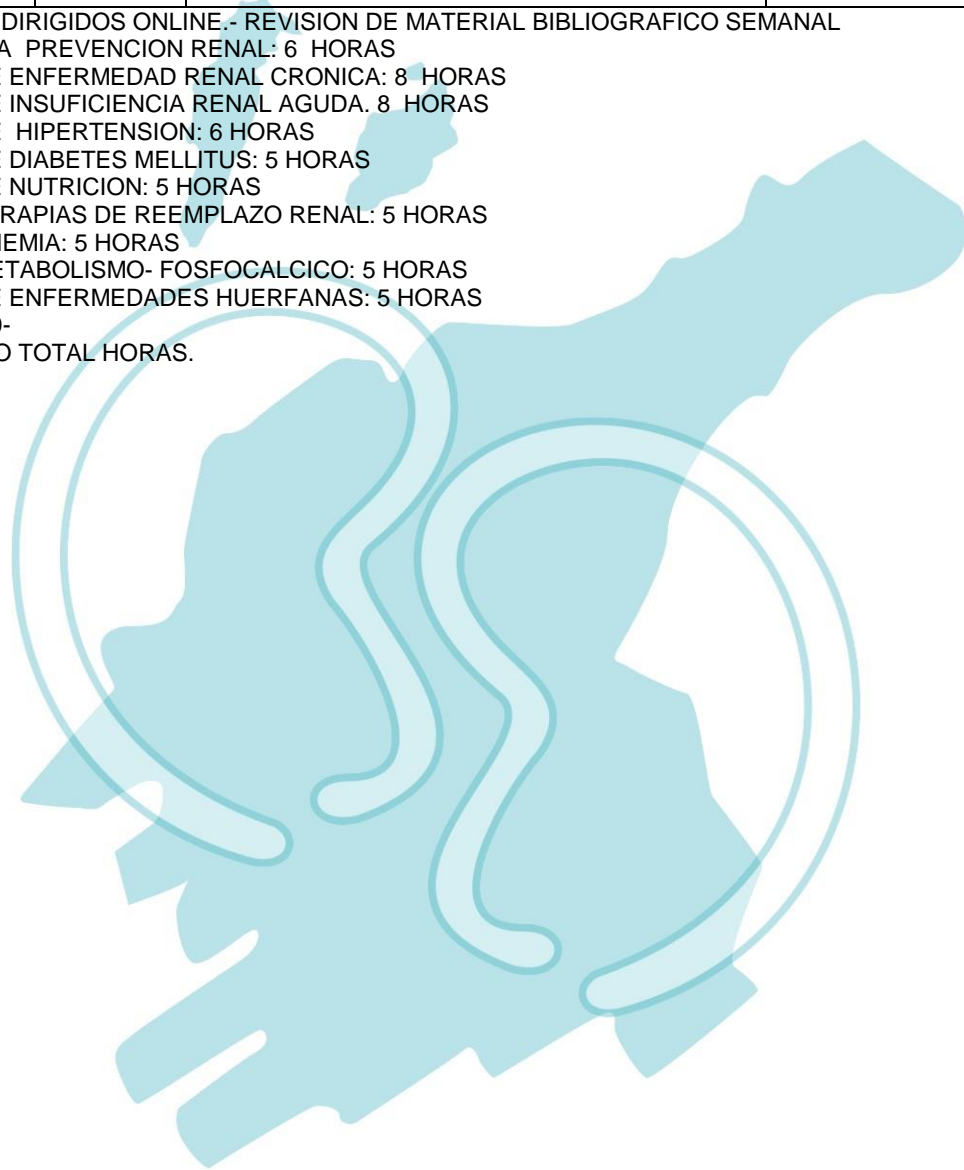 DIRIGIDOS ONLINE.- REVISION DE MATERIAL BIBLIOGRAFICO SEMANAL
A PREVENCION RENAL: 6 HORAS
E ENFERMEDAD RENAL CRONICA: 8 HORAS
E INSUFICIENCIA RENAL AGUDA. 8 HORAS
E HIPERTENSION: 6 HORAS
E DIABETES MELLITUS: 5 HORAS
E NUTRICION: 5 HORAS
RAPIAS DE REEMPLAZO RENAL: 5 HORAS
EMIA: 5 HORAS
ETABOLISMO- FOSFOCALCICO: 5 HORAS
E ENFERMEDADES HUERFANAS: 5 HORAS
O TOTAL HORAS.